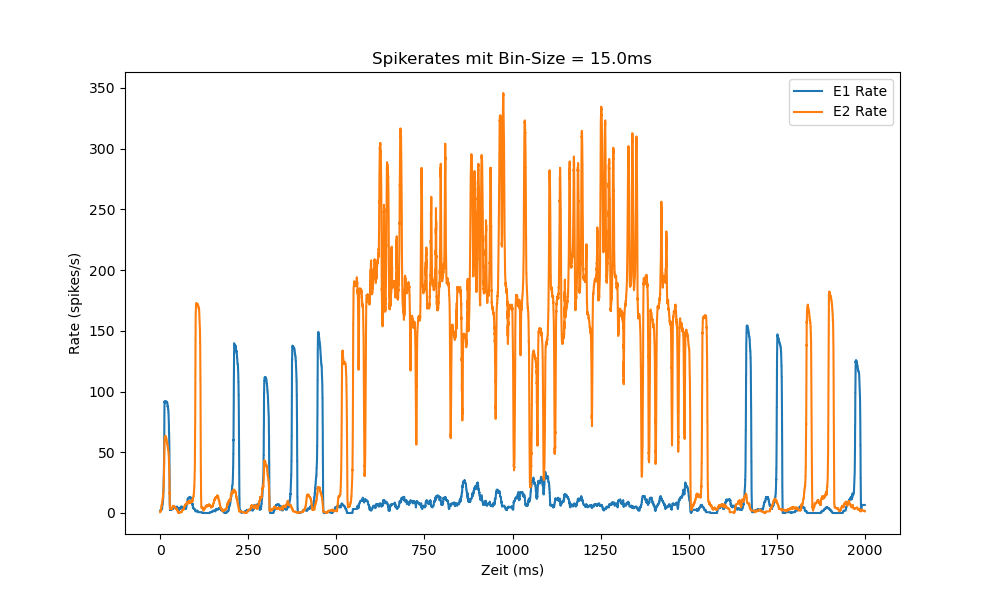 Spikerates mit Bin-Size = 15.0ms
E1 Rate
E2 Rate
Rate (spikes/s)
350
300
250
200
150
100
50
0
0 250 500 750 1000 1250 1500 1750 2000
Zeit (ms)